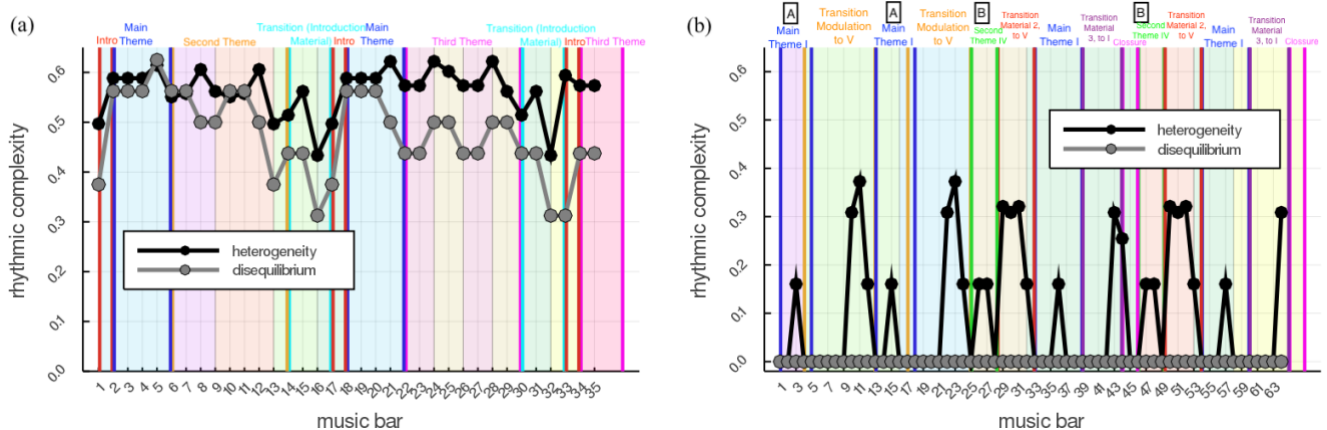 (a)
Transition (Introduction
Material)
Main
Theme
Intro
Second Theme
Intro
Main
Theme
Third Theme
Transition (Introduction
Material)
Intro
Third Theme
rhythmic complexity
0.6
0.5
0.4
0.3
0.2
0.1
0.0
heterogeneity
disequilibrium
1 2 3 4 5 6 7 8 9 10 11 12 13 14 15 16 17 18 19 20 21 22 23 24 25 26 27 28 29 30 31 32 33 34 35
music bar
(b)
A
Main
Theme I
Transition
Modulation
to V
A
Main
Theme I
Transition
Modulation
to V
B
Second
Theme IV
Transition
Material 2,
to V
Main
Theme I
Transition
Material
3, to I
Clossure
B
Second
Theme IV
Transition
Material 2,
to V
Main
Theme I
Transition
Material
3, to I
Clossure
rhythmic complexity
0.6
0.5
0.4
0.3
0.2
0.1
0.0
heterogeneity
disequilibrium
1 3 5 7 9 11 13 15 17 19 21 23 25 27 29 31 33 35 37 39 41 43 45 47 49 51 53 55 57 59 61 63
music bar